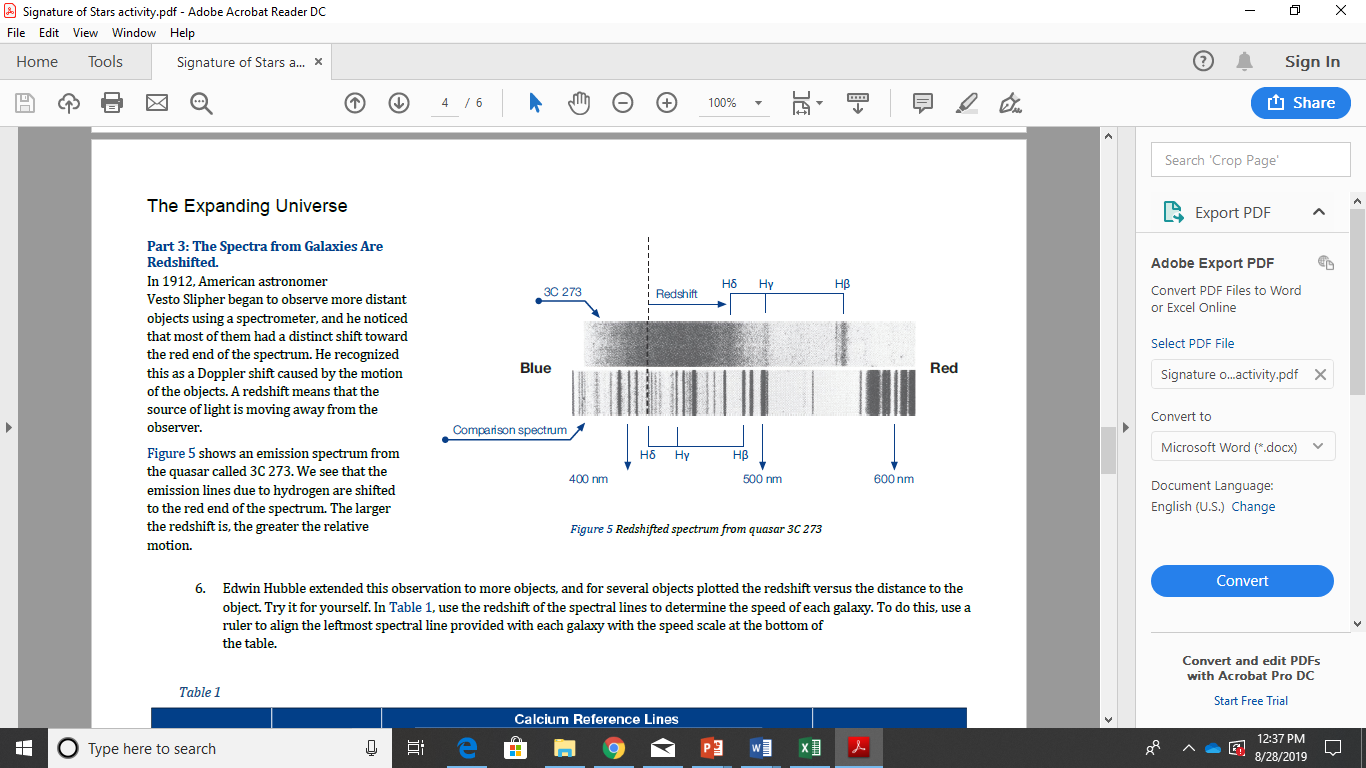 Signature of Stars activity.pdf - Adobe Acrobat Reader DC
File Edit View Window Help
Home Tools Signature of Stars a... ×
? Sign In
4 / 6 100% Share
Search 'Crop Page'
The Expanding Universe
Part 3: The Spectra from Galaxies Are
Redshifted.
In 1912, American astronomer
Vesto Slipher began to observe more distant
objects using a spectrometer, and he noticed
that most of them had a distinct shift toward
the red end of the spectrum. He recognized
this as a Doppler shift caused by the motion
of the objects. A redshift means that the
source of light is moving away from the
observer.
Figure 5 shows an emission spectrum from
the quasar called 3C 273. We see that the
emission lines due to hydrogen are shifted
to the red end of the spectrum. The larger
the redshift is, the greater the relative
motion.
Hδ Hγ Hβ
3C 273 Redshift
Blue Red
Comparison spectrum
Hδ Hγ Hβ
400 nm 500 nm 600 nm
Figure 5 Redshifted spectrum from quasar 3C 273
6. Edwin Hubble extended this observation to more objects, and for several objects plotted the redshift versus the distance to the
object. Try it for yourself. In Table 1, use the redshift of the spectral lines to determine the speed of each galaxy. To do this, use a
ruler to align the leftmost spectral line provided with each galaxy with the speed scale at the bottom of
the table.
Table 1
Calcium Reference Lines
Export PDF
Adobe Export PDF
Convert PDF Files to Word
or Excel Online
Select PDF File
Signature o...activity.pdf ×
Convert to
Microsoft Word (*.docx)
Document Language:
English (U.S.) Change
Convert
Convert and edit PDFs
with Acrobat Pro DC
Start Free Trial
Type here to search
12:37 PM
8/28/2019